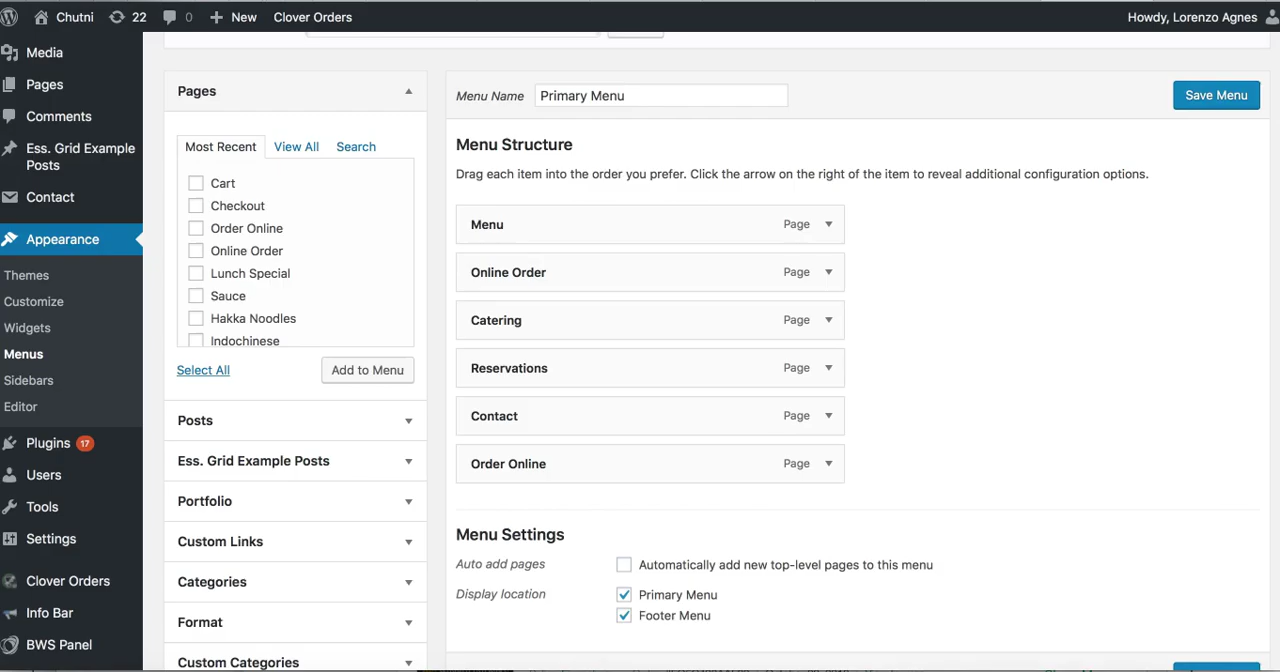 Chutni 22 0 New Clover Orders Howdy, Lorenzo Agnes
Media
Pages
Comments
Ess. Grid Example
Posts
Contact
Appearance
Themes
Customize
Widgets
Menus
Sidebars
Editor
Plugins 17
Users
Tools
Settings
Clover Orders
Info Bar
BWS Panel
Pages
Most Recent View All Search
Cart
Checkout
Order Online
Online Order
Lunch Special
Sauce
Hakka Noodles
Indochinese
Select All Add to Menu
Posts
Ess. Grid Example Posts
Portfolio
Custom Links
Categories
Format
Custom Categories
Menu Name Primary Menu Save Menu
Menu Structure
Drag each item into the order you prefer. Click the arrow on the right of the item to reveal additional configuration options.
Menu Page
Online Order Page
Catering Page
Reservations Page
Contact Page
Order Online Page
Menu Settings
Auto add pages Automatically add new top-level pages to this menu
Display location Primary Menu
Footer Menu